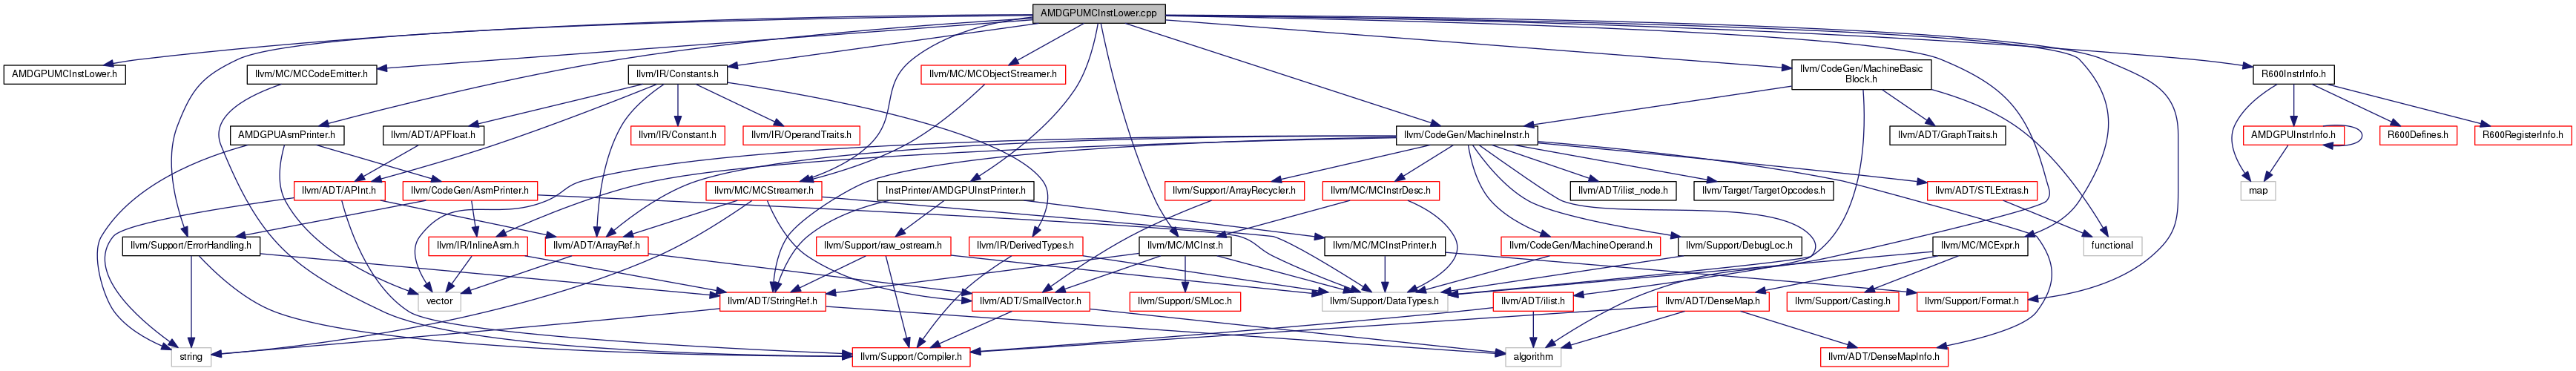 AMDGPUMCInstLower.cpp
AMDGPUMCInstLower.h
llvm/MC/MCCodeEmitter.h
llvm/IR/Constants.h
llvm/MC/MCObjectStreamer.h
llvm/CodeGen/MachineBasic
Block.h
R600InstrInfo.h
AMDGPUAsmPrinter.h
llvm/ADT/APFloat.h
llvm/IR/Constant.h
llvm/IR/OperandTraits.h
llvm/CodeGen/MachineInstr.h
llvm/ADT/GraphTraits.h
AMDGPUInstrInfo.h
R600Defines.h
R600RegisterInfo.h
llvm/ADT/APInt.h
llvm/CodeGen/AsmPrinter.h
llvm/MC/MCStreamer.h
InstPrinter/AMDGPUInstPrinter.h
llvm/Support/ArrayRecycler.h
llvm/MC/MCInstrDesc.h
llvm/ADT/ilist_node.h
llvm/Target/TargetOpcodes.h
llvm/ADT/STLExtras.h
map
llvm/Support/ErrorHandling.h
llvm/IR/InlineAsm.h
llvm/ADT/ArrayRef.h
llvm/Support/raw_ostream.h
llvm/IR/DerivedTypes.h
llvm/MC/MCInst.h
llvm/MC/MCInstPrinter.h
llvm/CodeGen/MachineOperand.h
llvm/Support/DebugLoc.h
llvm/MC/MCExpr.h
functional
vector
llvm/ADT/StringRef.h
llvm/ADT/SmallVector.h
llvm/Support/SMLoc.h
llvm/Support/DataTypes.h
llvm/ADT/ilist.h
llvm/ADT/DenseMap.h
llvm/Support/Casting.h
llvm/Support/Format.h
string
llvm/Support/Compiler.h
algorithm
llvm/ADT/DenseMapInfo.h